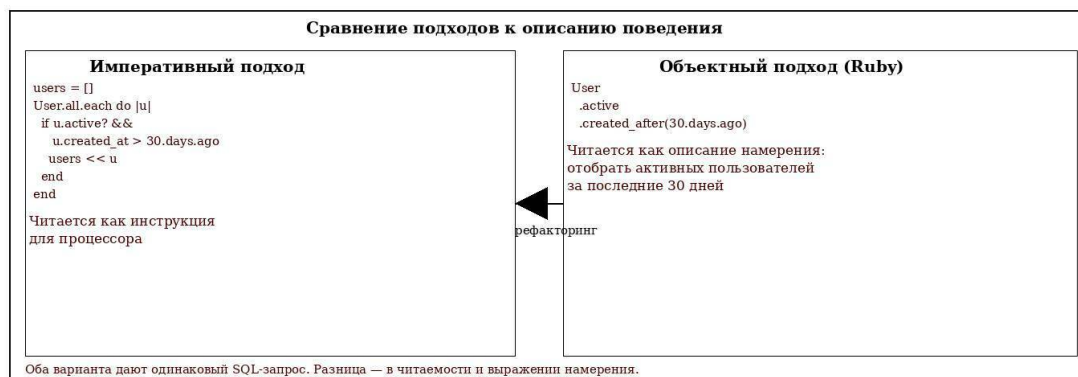 Сравнение подходов к описанию поведения
Императивный подход
users = []
User.all.each do |u|
if u.active? &&
u.created_at > 30.days.ago
users << u
end
end
Читается как инструкция
для процессора
рефакторинг
Объектный подход (Ruby)
User
.active
.created_after(30.days.ago)
Читается как описание намерения:
отобрать активных пользователей
за последние 30 дней
Оба варианта дают одинаковый SQL-запрос. Разница — в читаемости и выражении намерения.